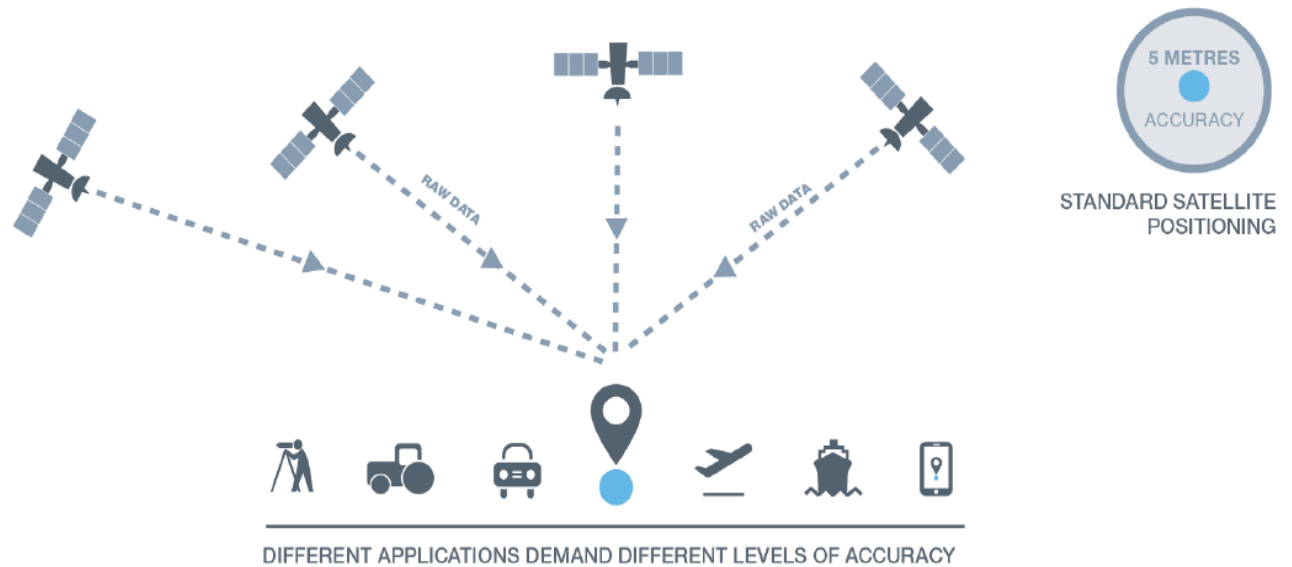 5 METRES
ACCURACY
STANDARD SATELLITE
POSITIONING
RAW DATA
RAW DATA
DIFFERENT APPLICATIONS DEMAND DIFFERENT LEVELS OF ACCURACY